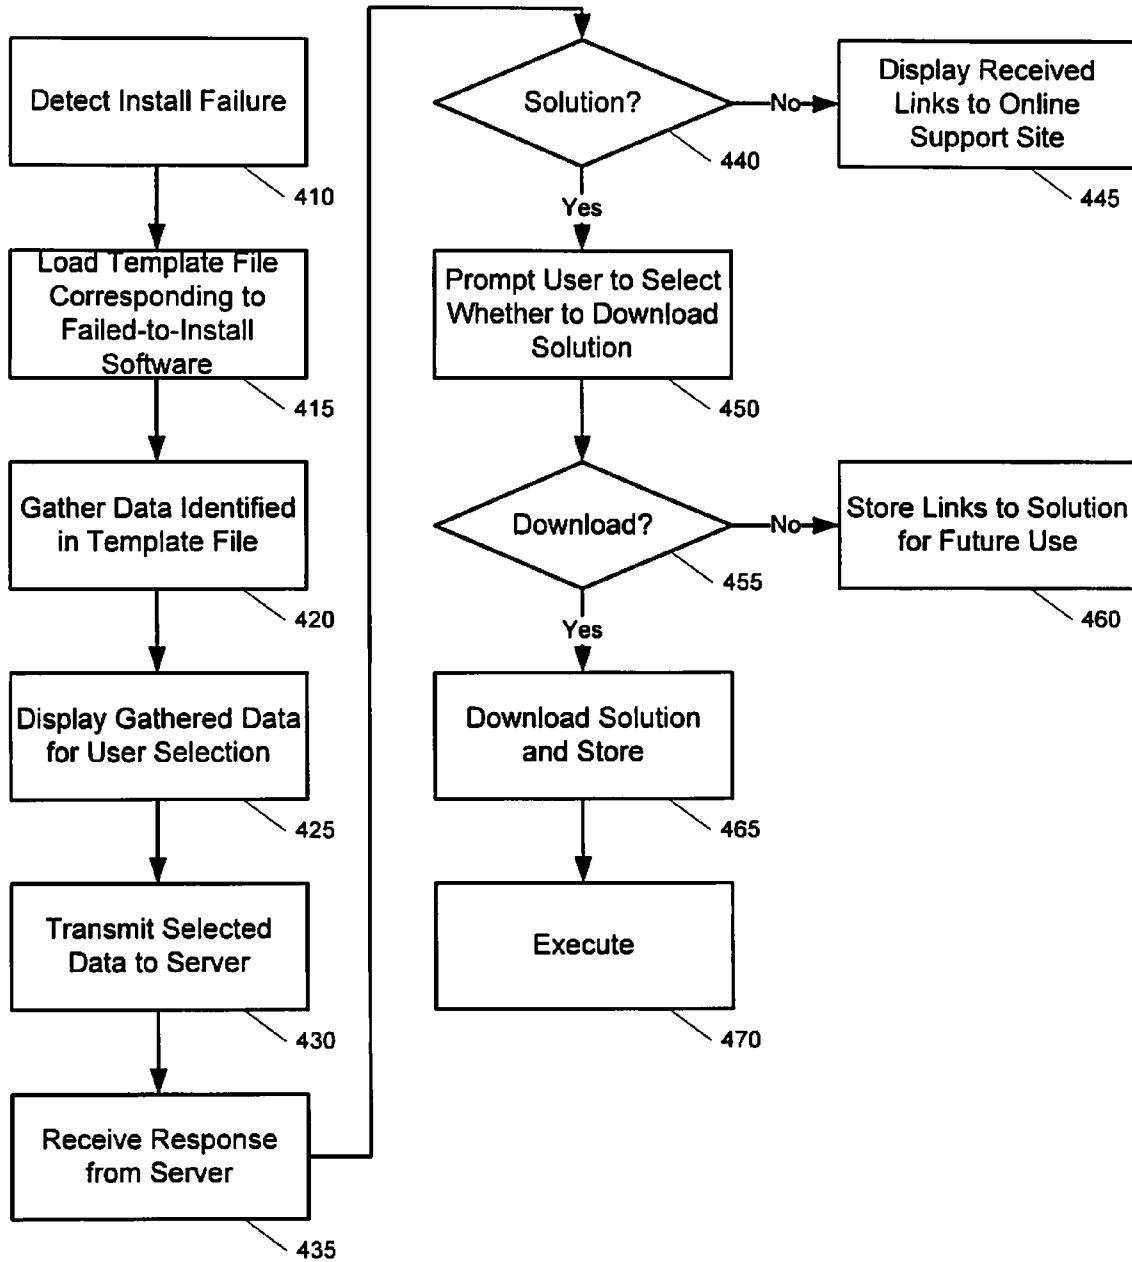 Detect Install Failure
410
Load Template File
Corresponding to
Failed-to-Install
Software
415
Gather Data Identified
in Template File
420
Display Gathered Data
for User Selection
425
Transmit Selected
Data to Server
430
Receive Response
from Server
435
Solution?
440
No
Display Received
Links to Online
Support Site
445
Yes
Prompt User to Select
Whether to Download
Solution
450
Download?
455
No
Store Links to Solution
for Future Use
460
Yes
Download Solution
and Store
465
Execute
470